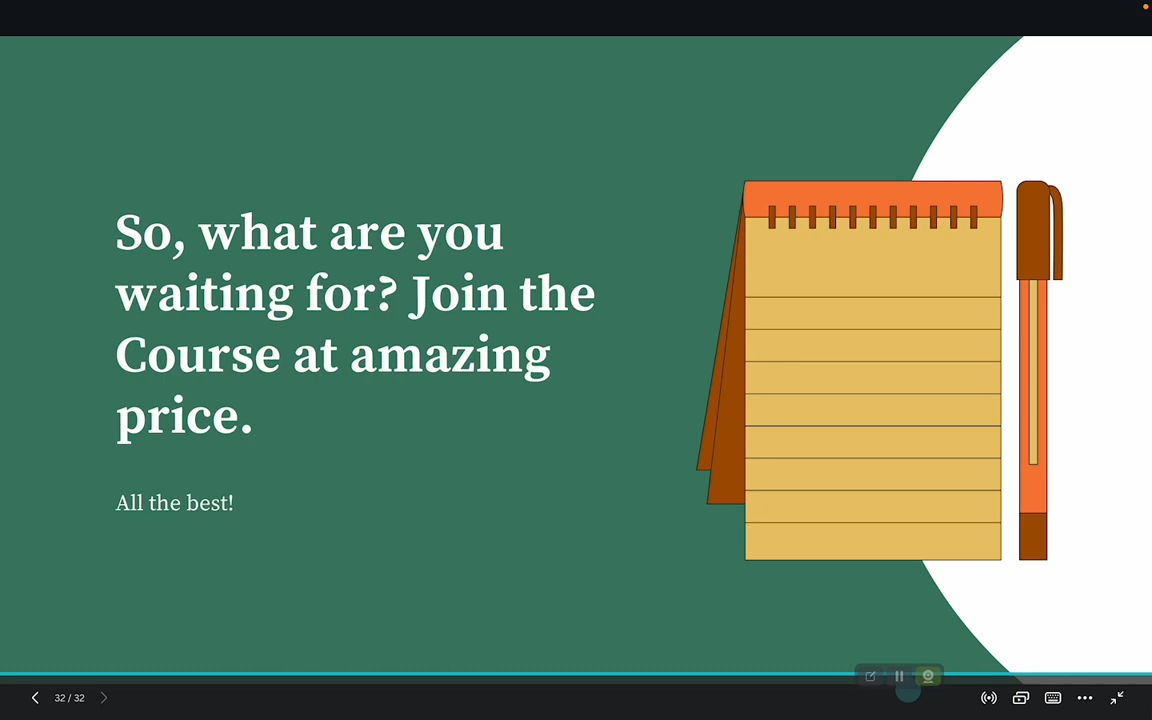 So, what are you
waiting for? Join the
Course at amazing
price.
All the best!
32 / 32